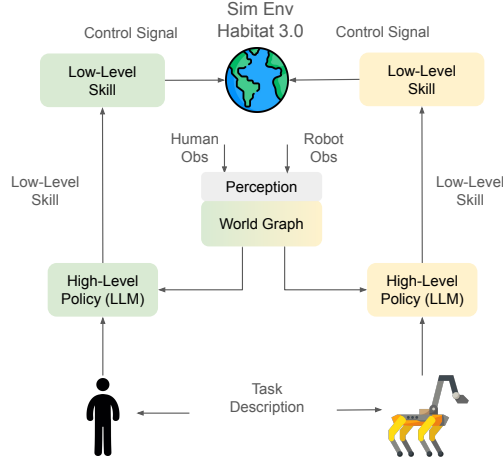 Sim Env
Habitat 3.0
Control Signal
Control Signal
Low-Level
Skill
Low-Level
Skill
Human
Obs
Robot
Obs
Perception
World Graph
Low-Level
Skill
Low-Level
Skill
High-Level
Policy (LLM)
High-Level
Policy (LLM)
Task
Description